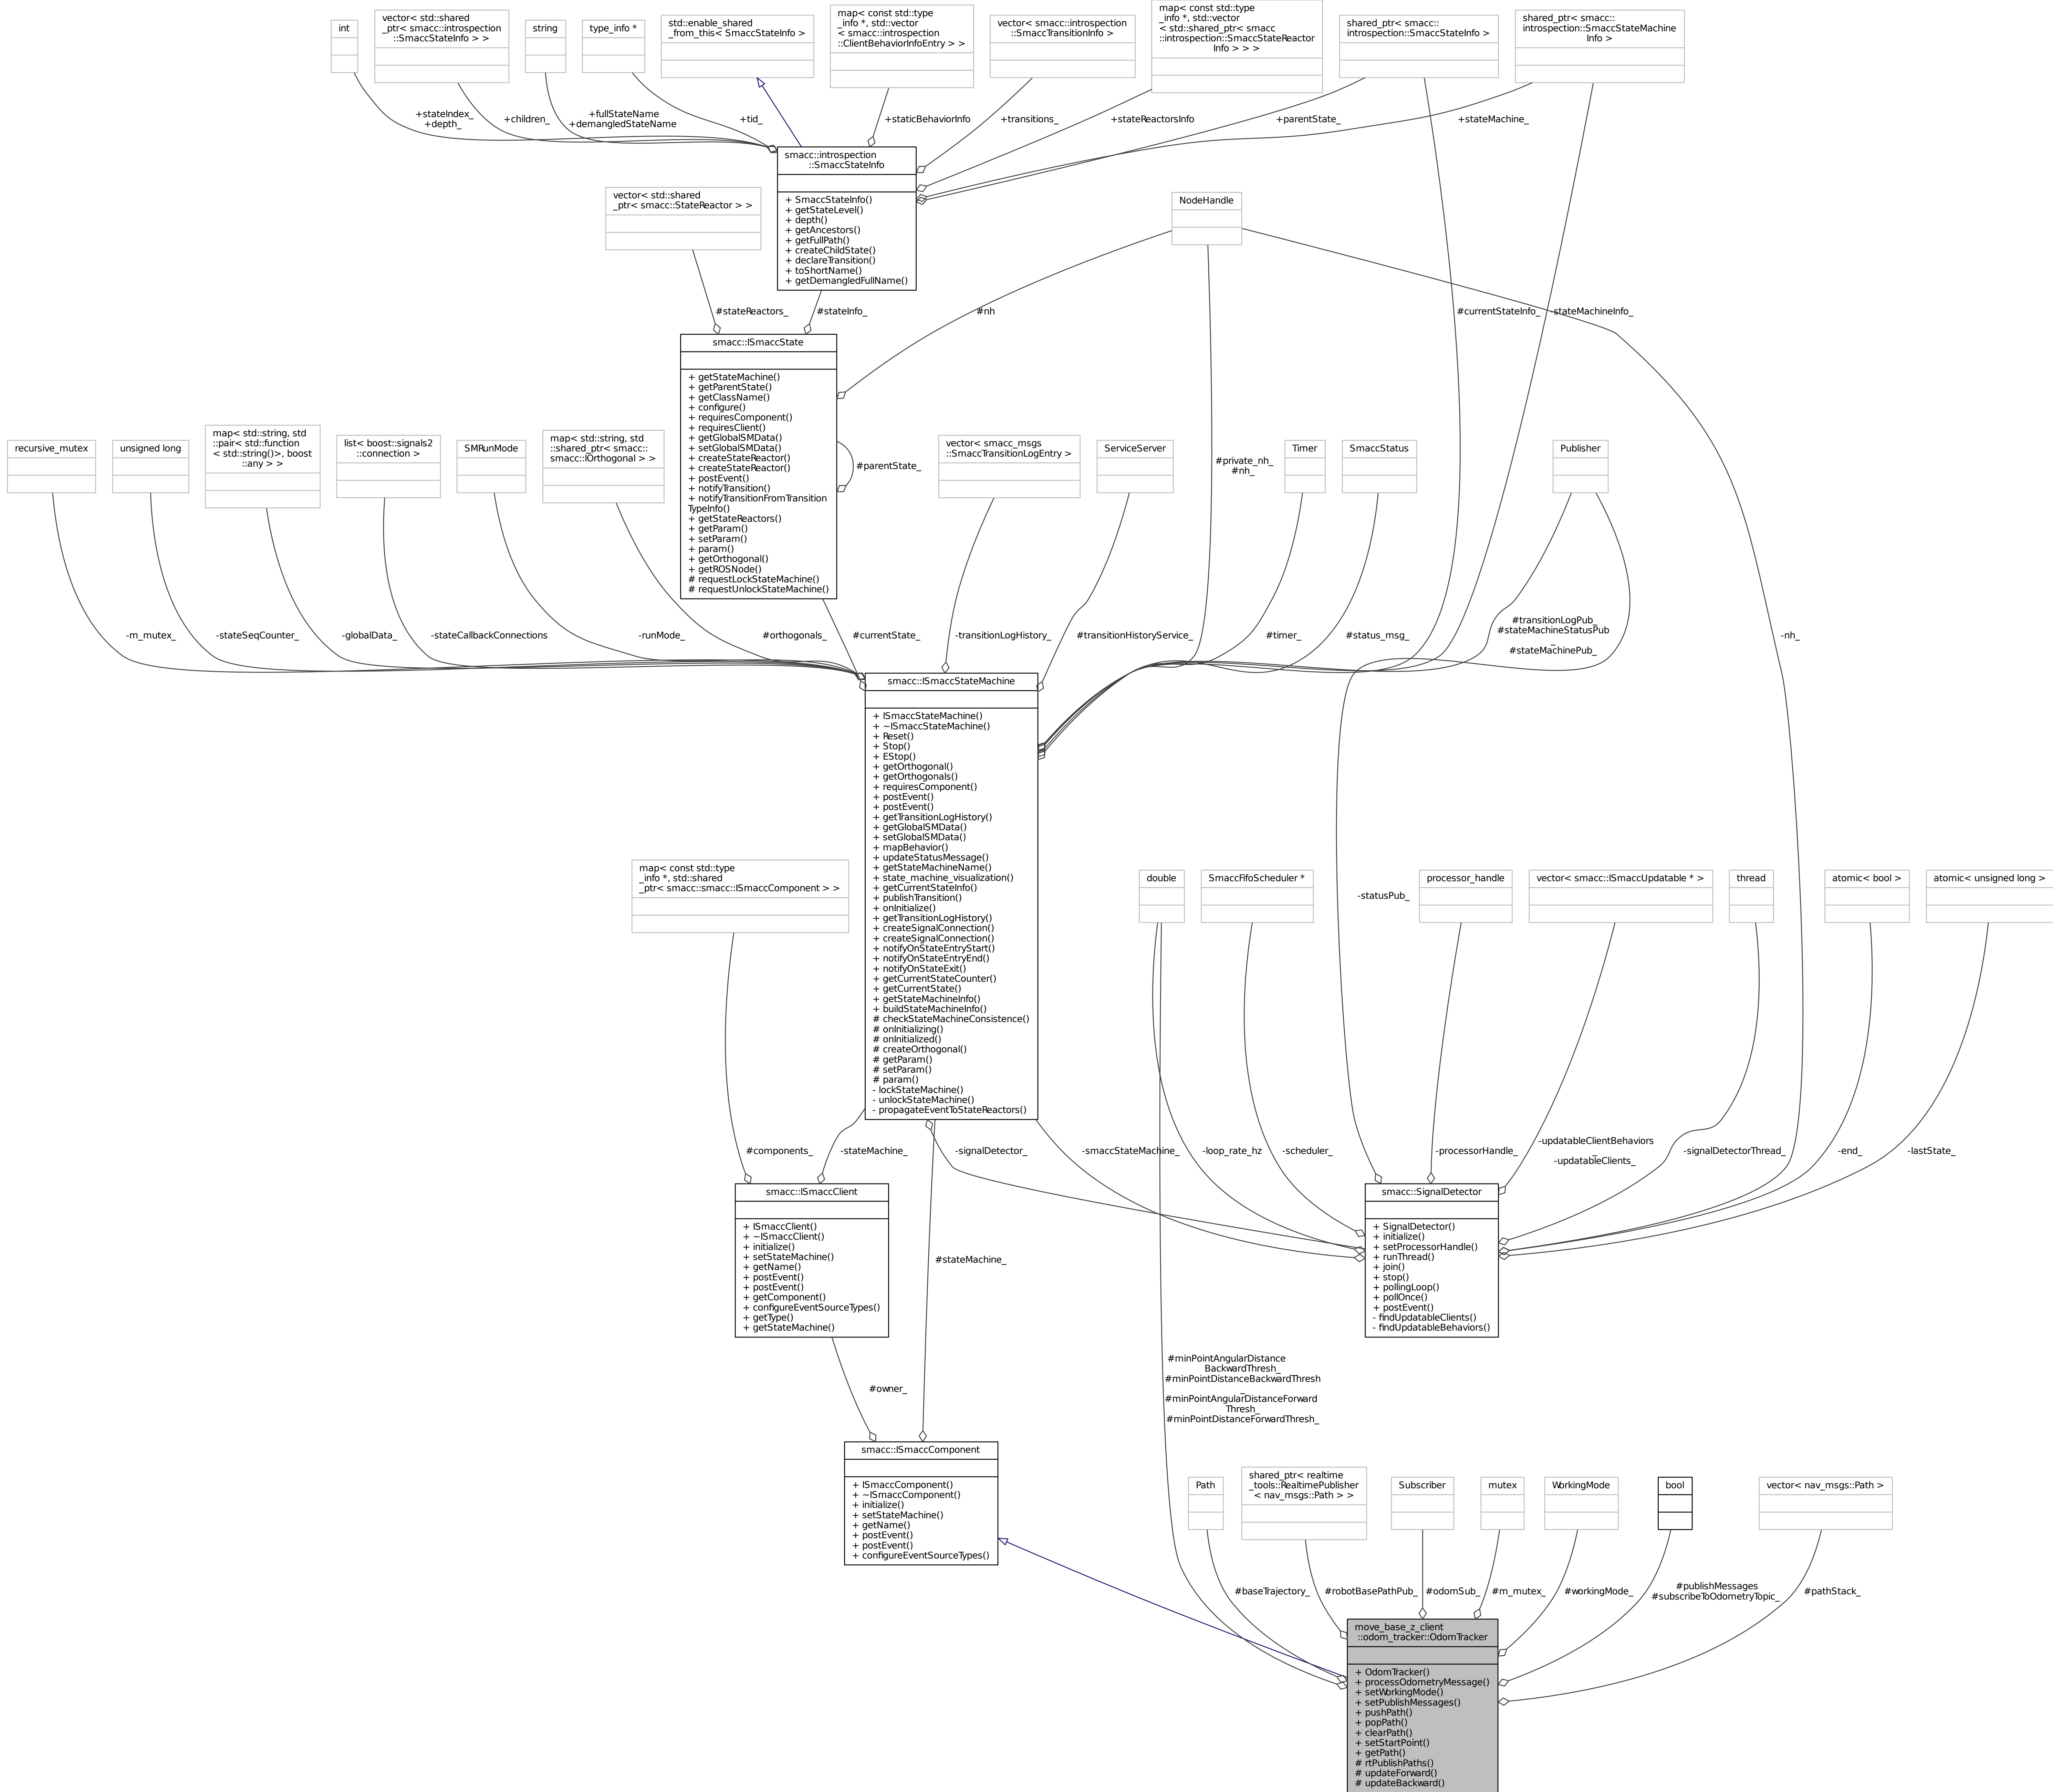 int
vector< std::shared
_ptr< smacc::introspection
::SmaccStateInfo > >
string
type_info *
std::enable_shared
_from_this< SmaccStateInfo >
map< const std::type
_info *, std::vector
< smacc::introspection
::ClientBehaviorInfoEntry > >
vector< smacc::introspection
::SmaccTransitionInfo >
map< const std::type
_info *, std::vector
< std::shared_ptr< smacc
::introspection::SmaccStateReactor
Info > > >
shared_ptr< smacc::
introspection::SmaccStateInfo >
shared_ptr< smacc::
introspection::SmaccStateMachine
Info >
+stateIndex_
+depth_
+children_
+fullStateName
+demangledStateName
+tid_
+staticBehaviorInfo
+transitions_
+stateReactorsInfo
+parentState_
+stateMachine_
smacc::introspection
::SmaccStateInfo
+ SmaccStateInfo()
+ getStateLevel()
+ depth()
+ getAncestors()
+ getFullPath()
+ createChildState()
+ declareTransition()
+ toShortName()
+ getDemangledFullName()
vector< std::shared
_ptr< smacc::StateReactor > >
NodeHandle
#stateReactors_
#stateInfo_
#nh
#currentStateInfo_
-stateMachineInfo_
smacc::ISmaccState
+ getStateMachine()
+ getParentState()
+ getClassName()
+ configure()
+ requiresComponent()
+ requiresClient()
+ getGlobalSMData()
+ setGlobalSMData()
+ createStateReactor()
+ createStateReactor()
+ postEvent()
+ notifyTransition()
+ notifyTransitionFromTransition
TypeInfo()
+ getStateReactors()
+ getParam()
+ setParam()
+ param()
+ getOrthogonal()
+ getROSNode()
# requestLockStateMachine()
# requestUnlockStateMachine()
#parentState_
recursive_mutex
unsigned long
map< std::string, std
::pair< std::function
< std::string()>, boost
::any > >
list< boost::signals2
::connection >
SMRunMode
map< std::string, std
::shared_ptr< smacc::
smacc::IOrthogonal > >
vector< smacc_msgs
::SmaccTransitionLogEntry >
ServiceServer
#private_nh_
#nh_
Timer
SmaccStatus
Publisher
-m_mutex_
-stateSeqCounter_
-globalData_
-stateCallbackConnections
-runMode_
#orthogonals_
#currentState_
-transitionLogHistory_
#transitionHistoryService_
#timer_
#status_msg_
#transitionLogPub_
#stateMachineStatusPub
_
#stateMachinePub_
-nh_
smacc::ISmaccStateMachine
+ ISmaccStateMachine()
+ ~ISmaccStateMachine()
+ Reset()
+ Stop()
+ EStop()
+ getOrthogonal()
+ getOrthogonals()
+ requiresComponent()
+ postEvent()
+ postEvent()
+ getTransitionLogHistory()
+ getGlobalSMData()
+ setGlobalSMData()
+ mapBehavior()
+ updateStatusMessage()
+ getStateMachineName()
+ state_machine_visualization()
+ getCurrentStateInfo()
+ publishTransition()
+ onInitialize()
+ getTransitionLogHistory()
+ createSignalConnection()
+ createSignalConnection()
+ notifyOnStateEntryStart()
+ notifyOnStateEntryEnd()
+ notifyOnStateExit()
+ getCurrentStateCounter()
+ getCurrentState()
+ getStateMachineInfo()
+ buildStateMachineInfo()
# checkStateMachineConsistence()
# onInitializing()
# onInitialized()
# createOrthogonal()
# getParam()
# setParam()
# param()
- lockStateMachine()
- unlockStateMachine()
- propagateEventToStateReactors()
map< const std::type
_info *, std::shared
_ptr< smacc::smacc::ISmaccComponent > >
double
SmaccFifoScheduler *
-statusPub_
processor_handle
vector< smacc::ISmaccUpdatable * >
thread
atomic< bool >
atomic< unsigned long >
#components_
-stateMachine_
-signalDetector_
-smaccStateMachine_
-loop_rate_hz
-scheduler_
-processorHandle_
-updatableClientBehaviors
_
-updatableClients_
-signalDetectorThread_
-end_
-lastState_
smacc::ISmaccClient
+ ISmaccClient()
+ ~ISmaccClient()
+ initialize()
+ setStateMachine()
+ getName()
+ postEvent()
+ postEvent()
+ getComponent()
+ configureEventSourceTypes()
+ getType()
+ getStateMachine()
#stateMachine_
smacc::SignalDetector
+ SignalDetector()
+ initialize()
+ setProcessorHandle()
+ runThread()
+ join()
+ stop()
+ pollingLoop()
+ pollOnce()
+ postEvent()
- findUpdatableClients()
- findUpdatableBehaviors()
#owner_
#minPointAngularDistance
BackwardThresh_
#minPointDistanceBackwardThresh
_
#minPointAngularDistanceForward
Thresh_
#minPointDistanceForwardThresh_
smacc::ISmaccComponent
+ ISmaccComponent()
+ ~ISmaccComponent()
+ initialize()
+ setStateMachine()
+ getName()
+ postEvent()
+ postEvent()
+ configureEventSourceTypes()
Path
shared_ptr< realtime
_tools::RealtimePublisher
< nav_msgs::Path > >
Subscriber
mutex
WorkingMode
bool
vector< nav_msgs::Path >
#baseTrajectory_
#robotBasePathPub_
#odomSub_
#m_mutex_
#workingMode_
#publishMessages
#subscribeToOdometryTopic_
#pathStack_
move_base_z_client
::odom_tracker::OdomTracker
+ OdomTracker()
+ processOdometryMessage()
+ setWorkingMode()
+ setPublishMessages()
+ pushPath()
+ popPath()
+ clearPath()
+ setStartPoint()
+ getPath()
# rtPublishPaths()
# updateForward()
# updateBackward()